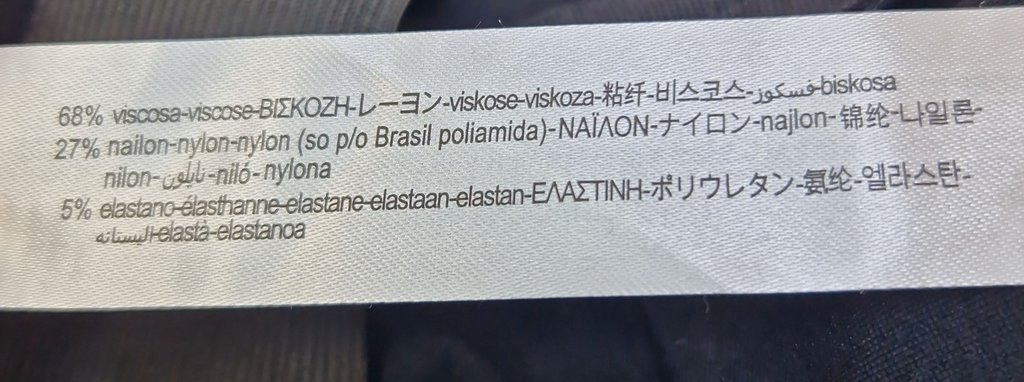 68% viscosa-viscose-ΒΙΣΚΟΖΗ-レーヨン-viskose-viskoza-粘纤-비스코스-فسكوز-biskosa
27% nailon-nylon-nylon (so p/o Brasil poliamida)-ΝΑΪΛΟΝ-ナイロン-najlon-锦纶-나일론-
nilon-نايلون-niló-nylona
5% elastano-élasthanne-elastane-elastaan-elastan-ΕΛΑΣΤΙΝΗ-ポリウレタン-氨纶-엘라스탄-
اليستانه-elastà-elastanoa